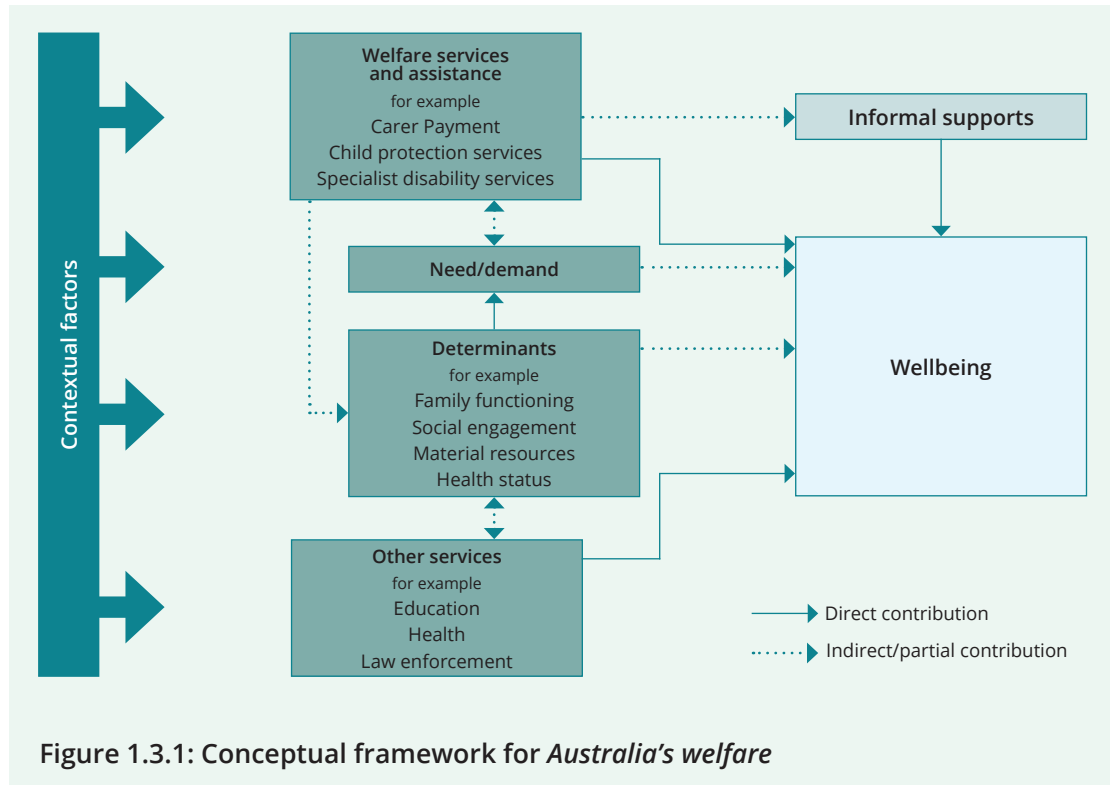 Contextual factors
Welfare services
and assistance
for example
Carer Payment
Child protection services
Specialist disability services
Informal supports
Need/demand
Determinants
for example
Family functioning
Social engagement
Material resources
Health status
Wellbeing
Other services
for example
Education
Health
Law enforcement
Direct contribution
Indirect/partial contribution
Figure 1.3.1: Conceptual framework for Australia’s welfare